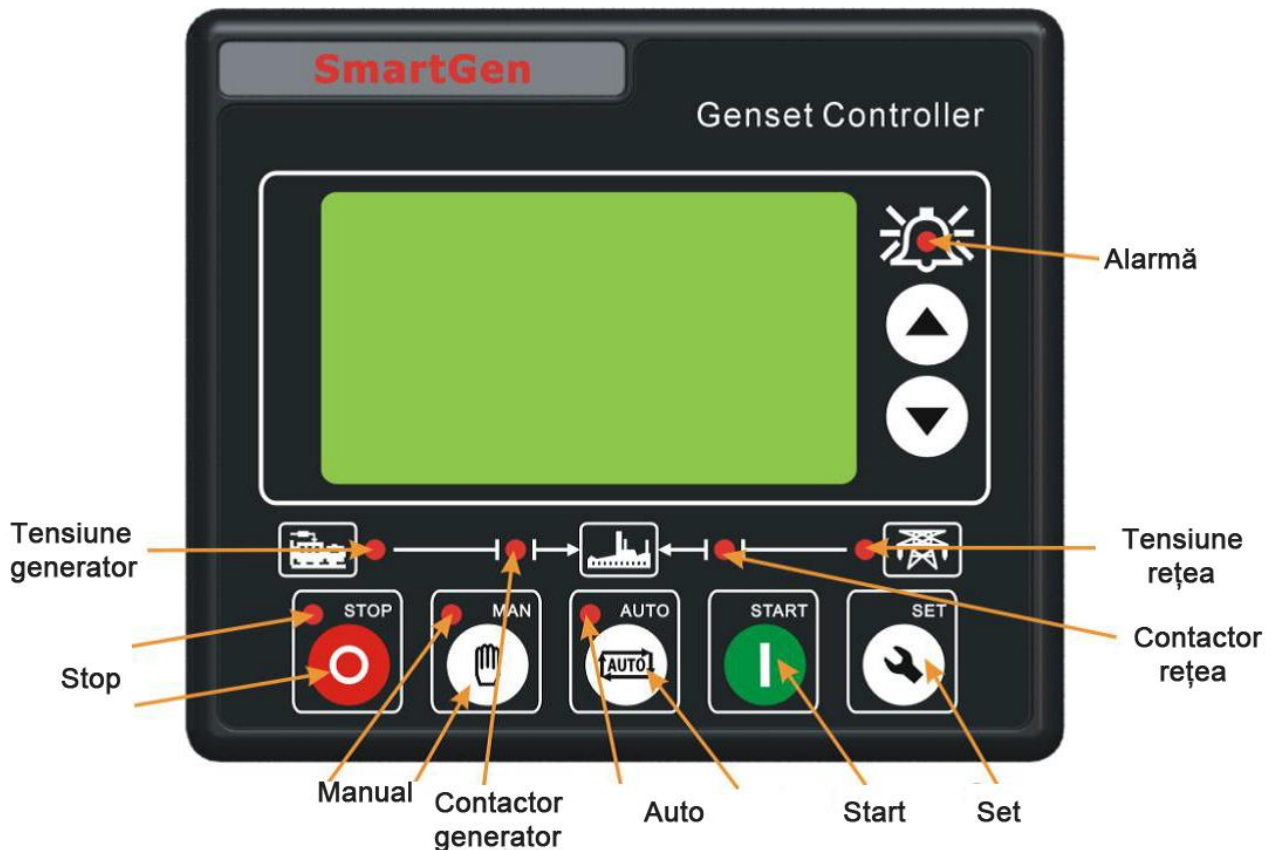 SmartGen
Genset Controller
Alarmă
Tensiune
generator
Tensiune
rețea
STOP
MAN
AUTO
START
SET
AUTO
Stop
Contactor
rețea
Manual
Contactor
generator
Auto
Start
Set